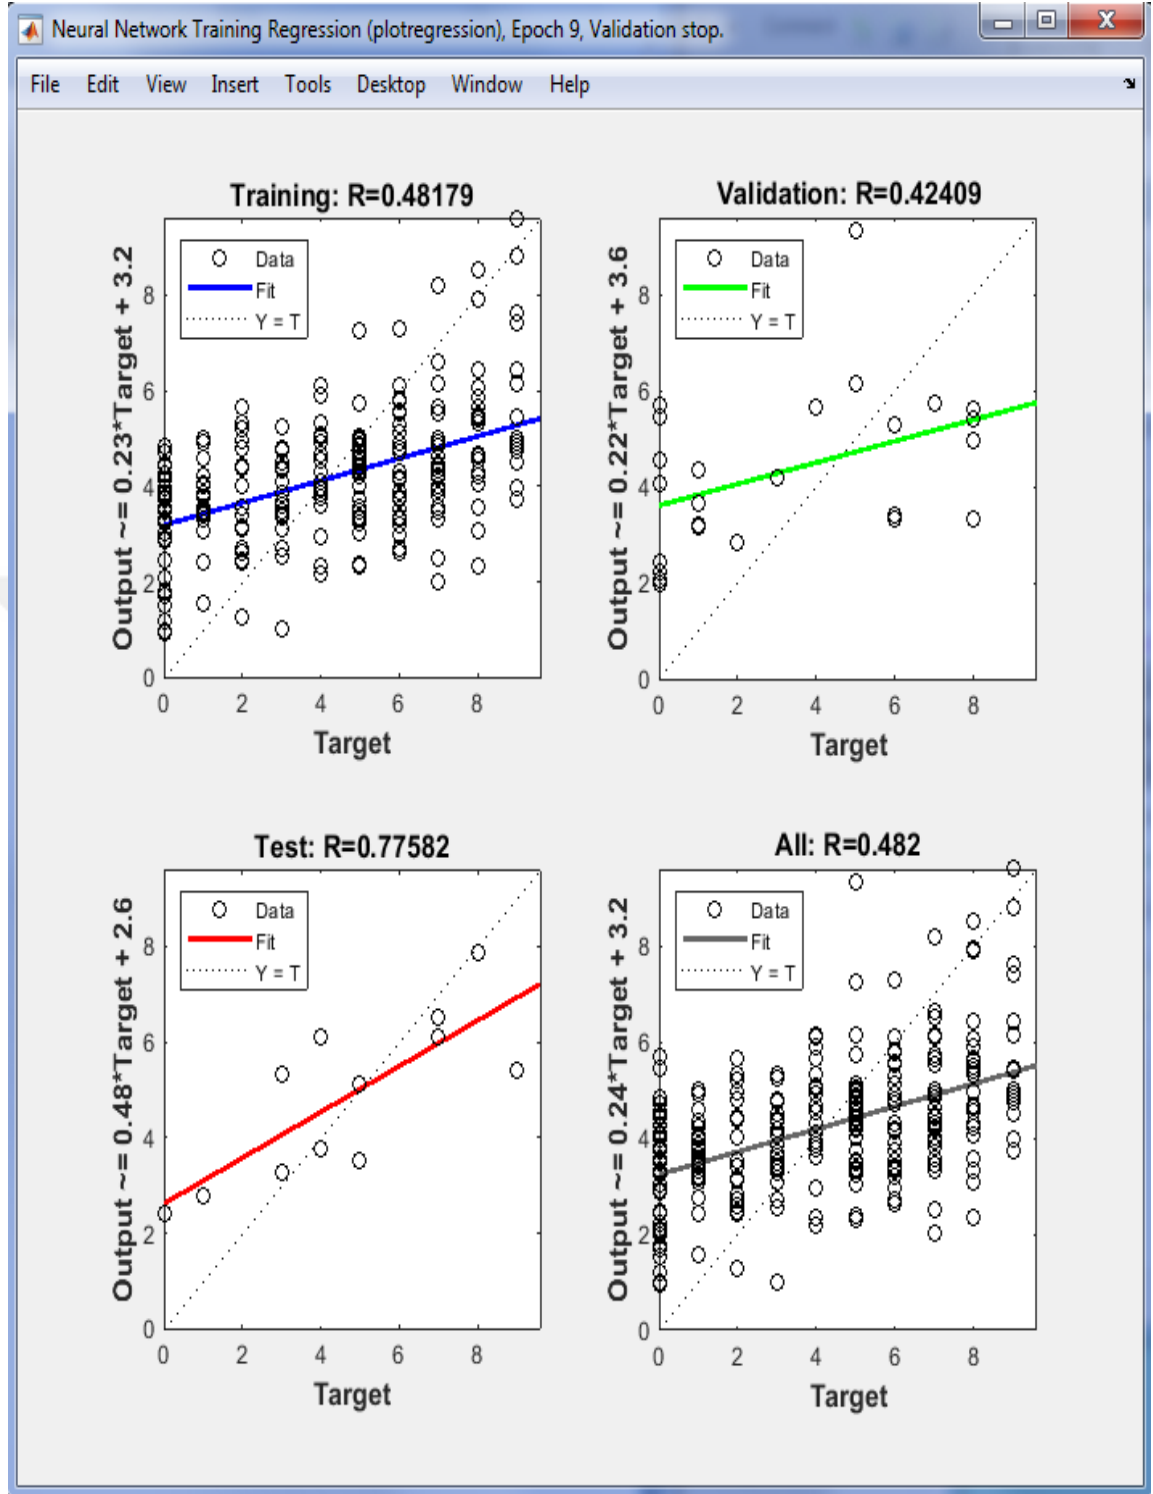 Neural Network Training Regression (plotregression), Epoch 9, Validation stop.
File Edit View Insert Tools Desktop Window Help
Training: R=0.48179
Output ~= 0.23*Target + 3.2
Data
Fit
Y = T
8
6
4
2
0
0 2 4 6 8
Target
Validation: R=0.42409
Output ~= 0.22*Target + 3.6
Data
Fit
Y = T
8
6
4
2
0
0 2 4 6 8
Target
Test: R=0.77582
Output ~= 0.48*Target + 2.6
Data
Fit
Y = T
8
6
4
2
0
0 2 4 6 8
Target
All: R=0.482
Output ~= 0.24*Target + 3.2
Data
Fit
Y = T
8
6
4
2
0
0 2 4 6 8
Target